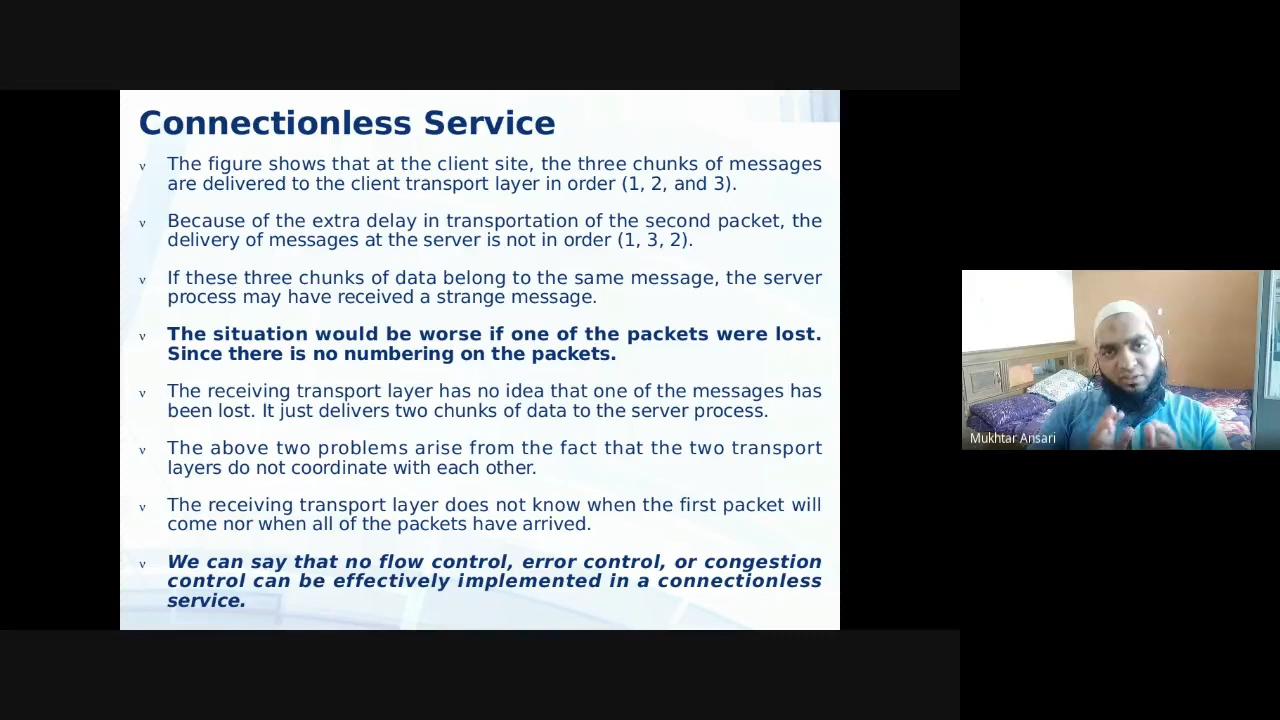 Connectionless Service
The figure shows that at the client site, the three chunks of messages
are delivered to the client transport layer in order (1, 2, and 3).
Because of the extra delay in transportation of the second packet, the
delivery of messages at the server is not in order (1, 3, 2).
If these three chunks of data belong to the same message, the server
process may have received a strange message.
The situation would be worse if one of the packets were lost.
Since there is no numbering on the packets.
The receiving transport layer has no idea that one of the messages has
been lost. It just delivers two chunks of data to the server process.
The above two problems arise from the fact that the two transport
layers do not coordinate with each other.
The receiving transport layer does not know when the first packet will
come nor when all of the packets have arrived.
We can say that no flow control, error control, or congestion
control can be effectively implemented in a connectionless
service.
Mukhtar Ansari